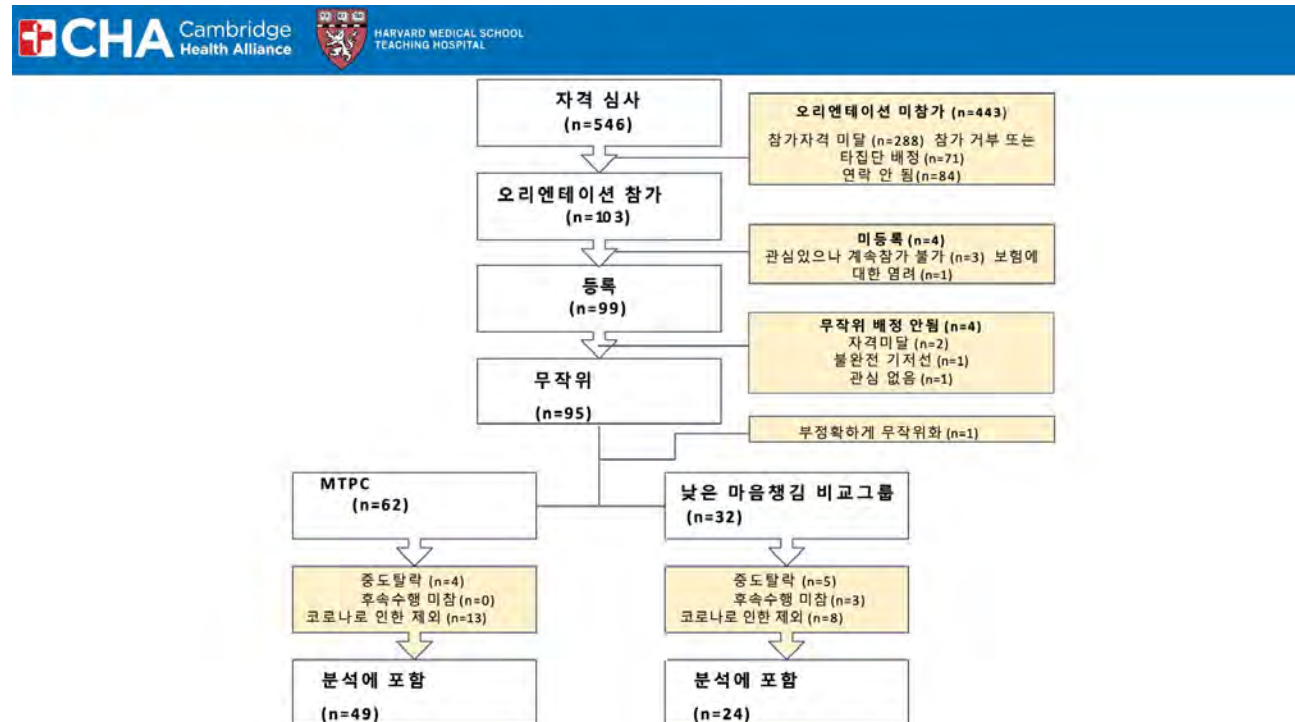 CHA Cambridge Health Alliance
HARVARD MEDICAL SCHOOL
TEACHING HOSPITAL
자격 심사
(n=546)
오리엔테이션 미참가 (n=443)
참가자격 미달 (n=288) 참가 거부 또는
타집단 배정 (n=71)
연락 안 됨(n=84)
오리엔테이션 참가
(n=103)
미등록 (n=4)
관심있으나 계속참가 불가 (n=3) 보험에
대한 염려 (n=1)
등록
(n=99)
무작위 배정 안됨 (n=4)
자격미달 (n=2)
불완전 기저선 (n=1)
관심 없음 (n=1)
무작위
(n=95)
부정확하게 무작위화 (n=1)
MTPC
(n=62)
낮은 마음챙김 비교그룹
(n=32)
중도탈락 (n=4)
후속수행 미참 (n=0)
코로나로 인한 제외 (n=13)
중도탈락 (n=5)
후속수행 미참 (n=3)
코로나로 인한 제외 (n=8)
분석에 포함
(n=49)
분석에 포함
(n=24)